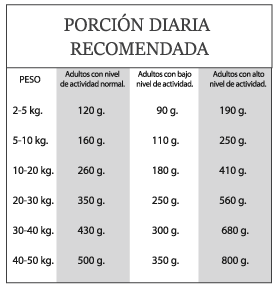 PORCIÓN DIARIA
RECOMENDADA
PESO
Adultos con nivel
de actividad normal.
Adultos con bajo
nivel de actividad.
Adultos con alto
nivel de actividad.
2-5 kg. 120 g. 90 g. 190 g.
5-10 kg. 160 g. 110 g. 250 g.
10-20 kg. 260 g. 180 g. 410 g.
20-30 kg. 350 g. 250 g. 560 g.
30-40 kg. 430 g. 300 g. 680 g.
40-50 kg. 500 g. 350 g. 800 g.